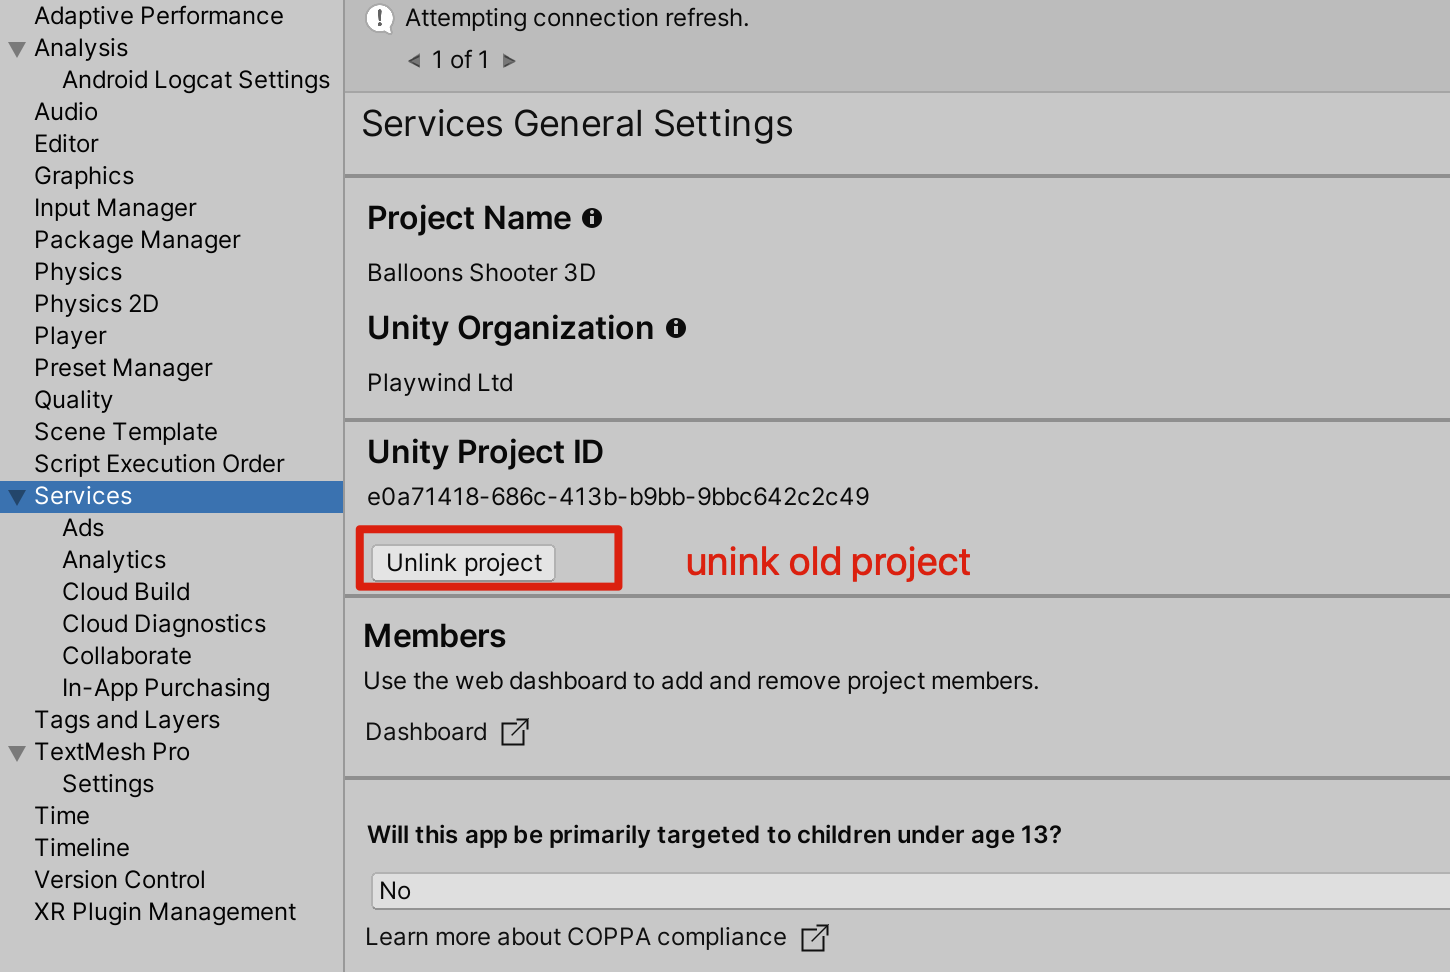 Adaptive Performance
Analysis
Android Logcat Settings
Audio
Editor
Graphics
Input Manager
Package Manager
Physics
Physics 2D
Player
Preset Manager
Quality
Scene Template
Script Execution Order
Services
Ads
Analytics
Cloud Build
Cloud Diagnostics
Collaborate
In-App Purchasing
Tags and Layers
TextMesh Pro
Settings
Time
Timeline
Version Control
XR Plugin Management
Attempting connection refresh.
1 of 1
Services General Settings
Project Name
Balloons Shooter 3D
Unity Organization
Playwind Ltd
Unity Project ID
e0a71418-686c-413b-b9bb-9bbc642c2c49
Unlink project
unink old project
Members
Use the web dashboard to add and remove project members.
Dashboard
Will this app be primarily targeted to children under age 13?
No
Learn more about COPPA compliance